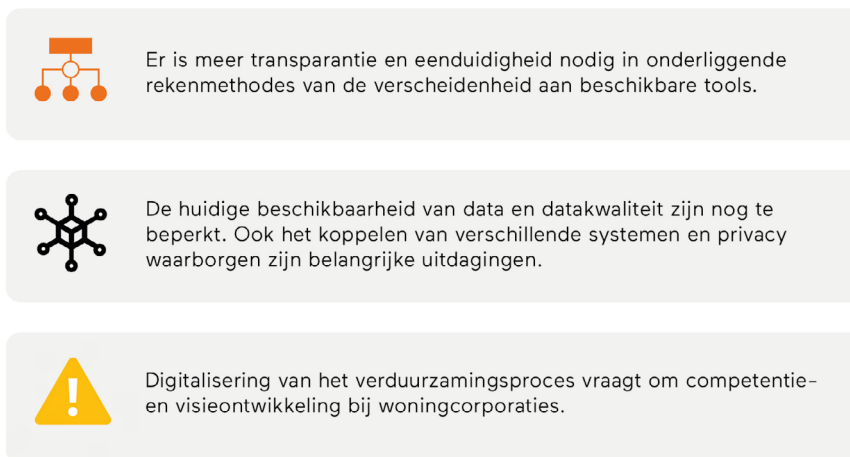 Er is meer transparantie en eenduidigheid nodig in onderliggende
rekenmethodes van de verscheidenheid aan beschikbare tools.
De huidige beschikbaarheid van data en datakwaliteit zijn nog te
beperkt. Ook het koppelen van verschillende systemen en privacy
waarborgen zijn belangrijke uitdagingen.
Digitalisering van het verduurzamingsproces vraagt om competentie-
en visieontwikkeling bij woningcorporaties.